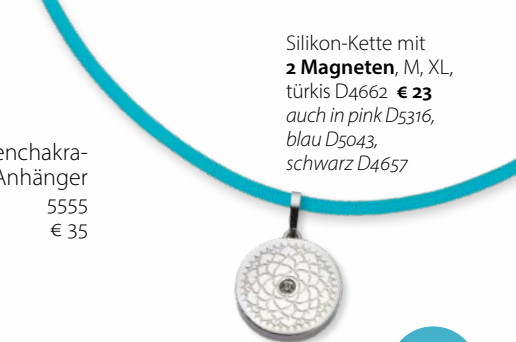 Silikon-Kette mit
2 Magneten, M, XL,
türkis D4662 € 23
auch in pink D5316,
blau D5043,
schwarz D4657
enchakra-
Anhänger
5555
€ 35